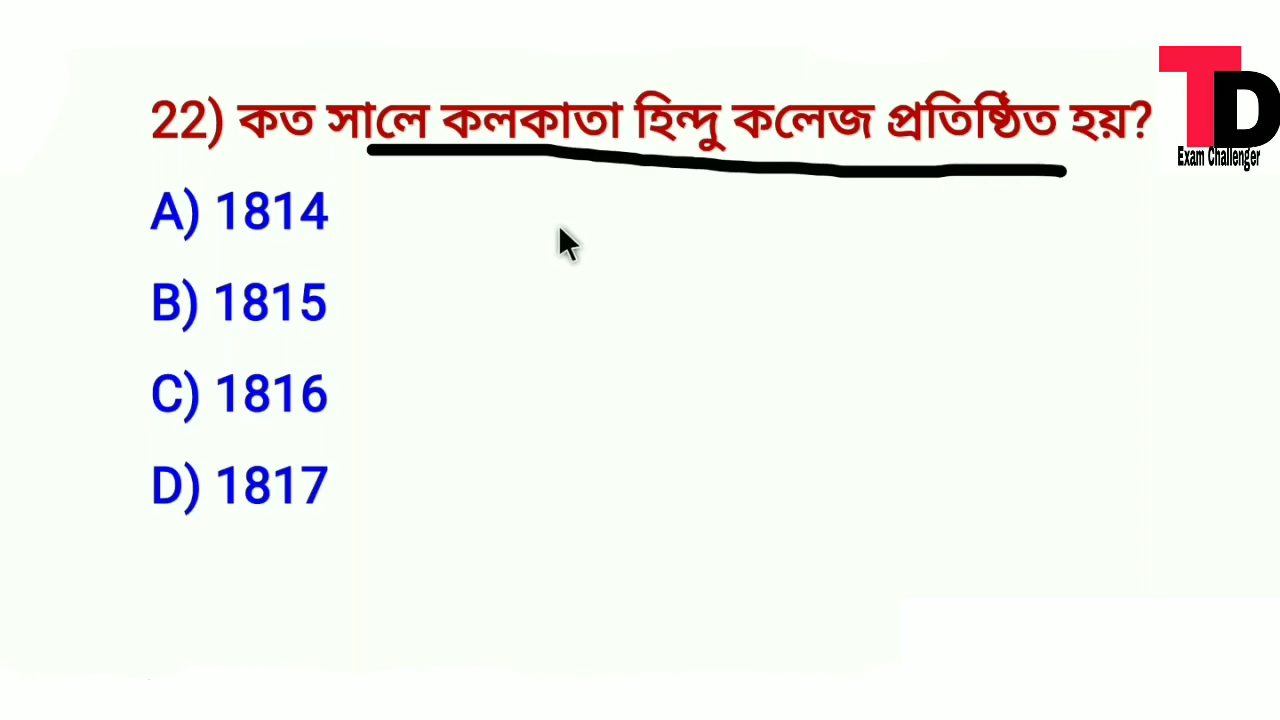 22) কত সালে কলকাতা হিন্দু কলেজ প্রতিষ্ঠিত হয়?
TD
Exam Challenger
A) 1814
B) 1815
C) 1816
D) 1817